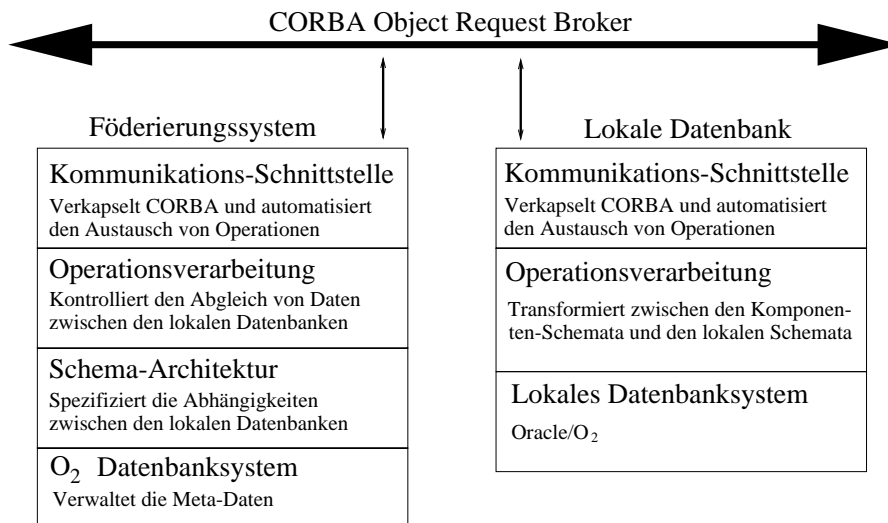 CORBA Object Request Broker
Föderierungssystem
Kommunikations-Schnittstelle
Verkapselt CORBA und automatisiert
den Austausch von Operationen
Operationsverarbeitung
Kontrolliert den Abgleich von Daten
zwischen den lokalen Datenbanken
Schema-Architektur
Spezifiziert die Abhängigkeiten
zwischen den lokalen Datenbanken
O₂ Datenbanksystem
Verwaltet die Meta-Daten
Lokale Datenbank
Kommunikations-Schnittstelle
Verkapselt CORBA und automatisiert
den Austausch von Operationen
Operationsverarbeitung
Transformiert zwischen den Komponen-
ten-Schemata und den lokalen Schemata
Lokales Datenbanksystem
Oracle/O₂